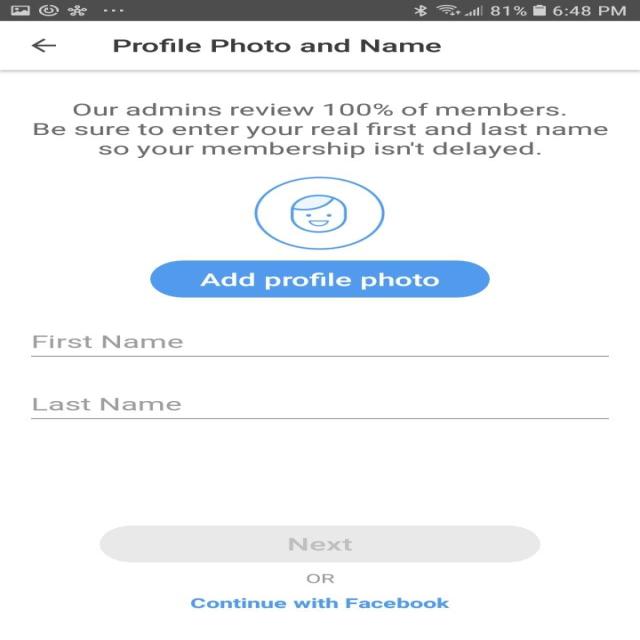 81% 6:48 PM
Profile Photo and Name
Our admins review 100% of members.
Be sure to enter your real first and last name
so your membership isn't delayed.
Add profile photo
First Name
Last Name
Next
OR
Continue with Facebook